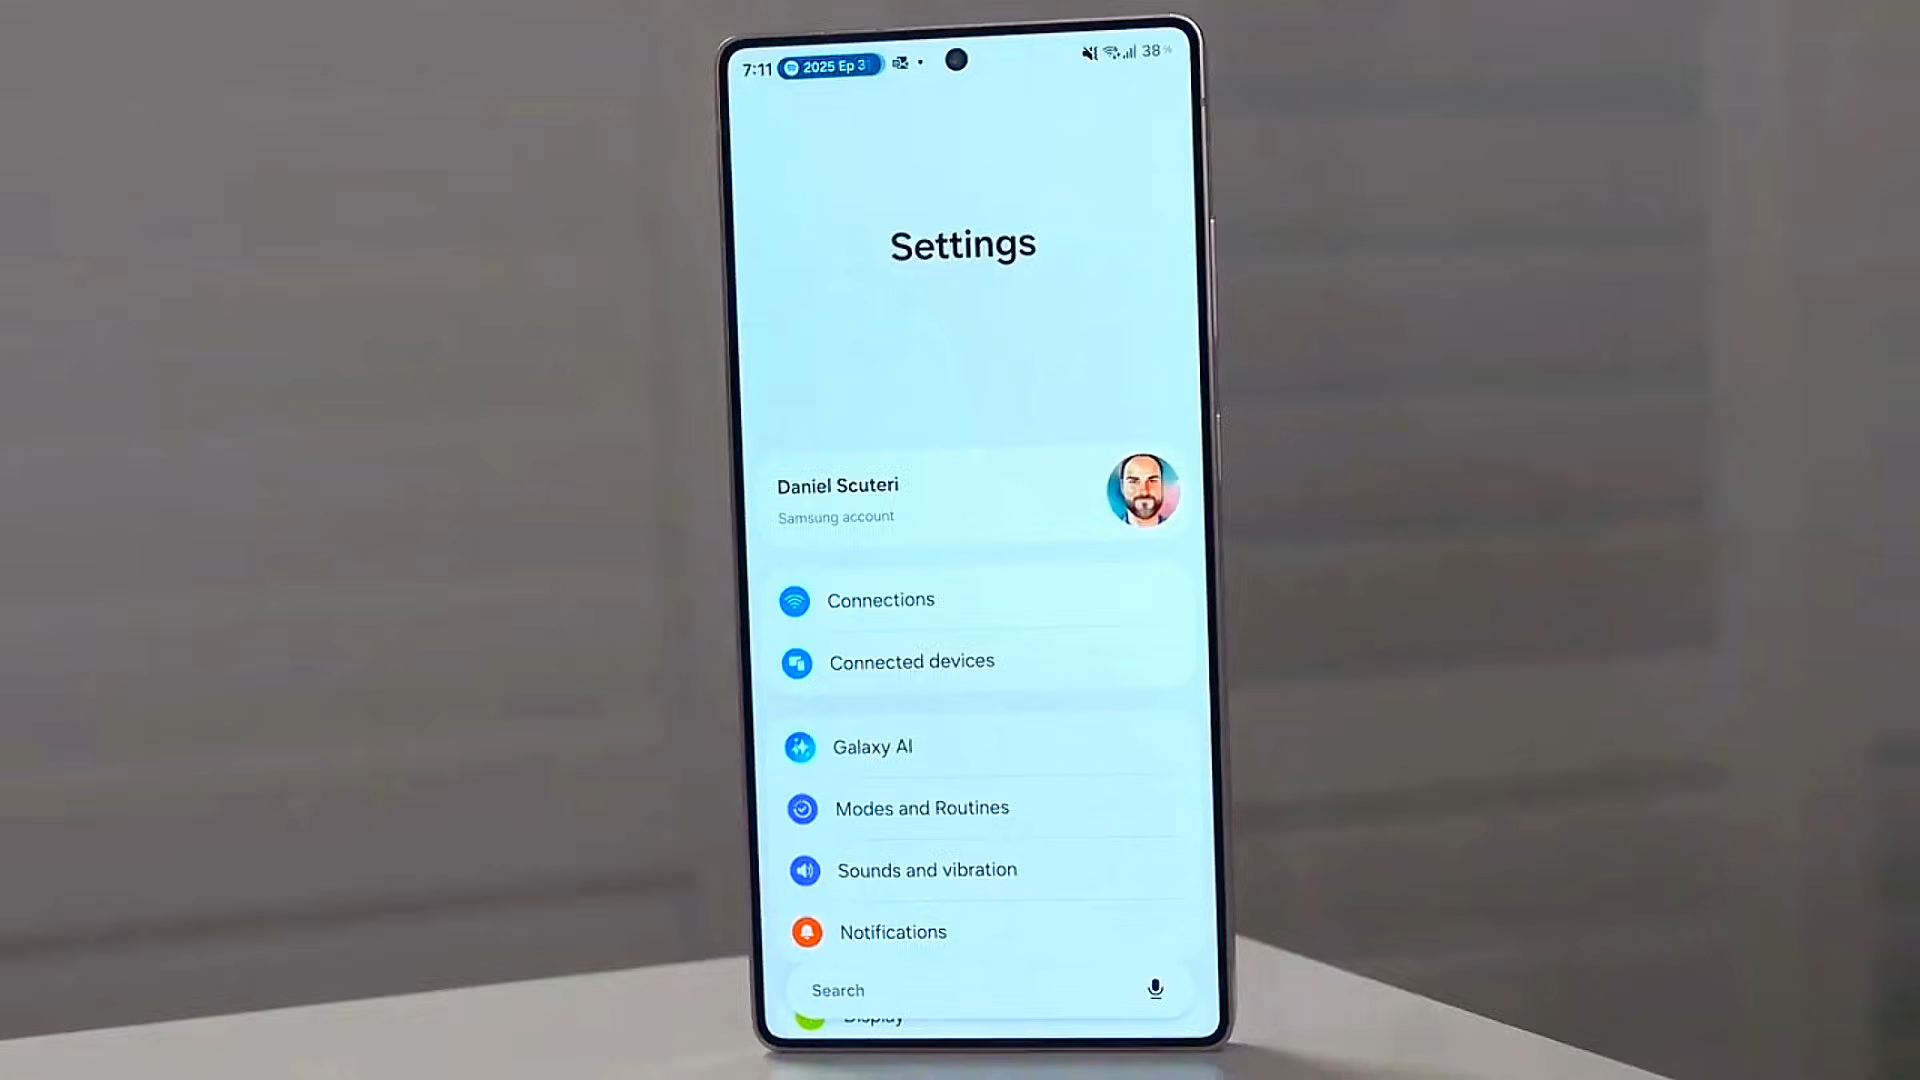 7:11 2025 Ep 3 38%
Settings
Daniel Scuteri
Samsung account
Connections
Connected devices
Galaxy AI
Modes and Routines
Sounds and vibration
Notifications
Search
Display